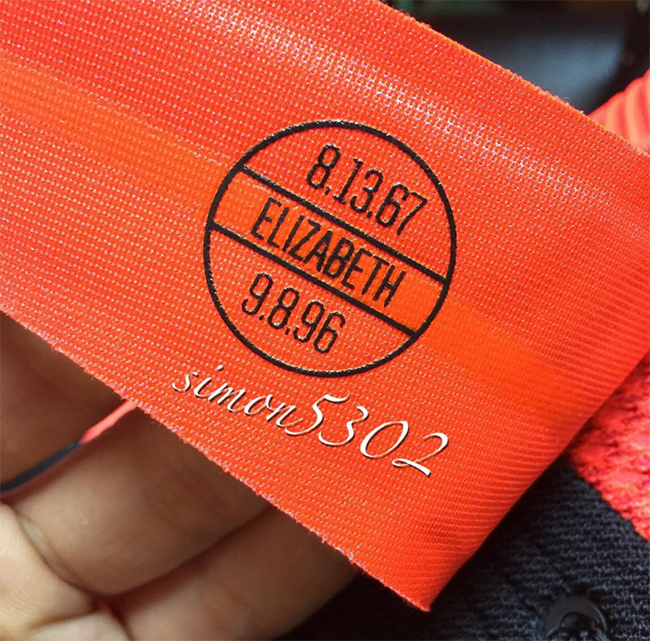 8.13.67
ELIZABETH
9.8.96
simon5302